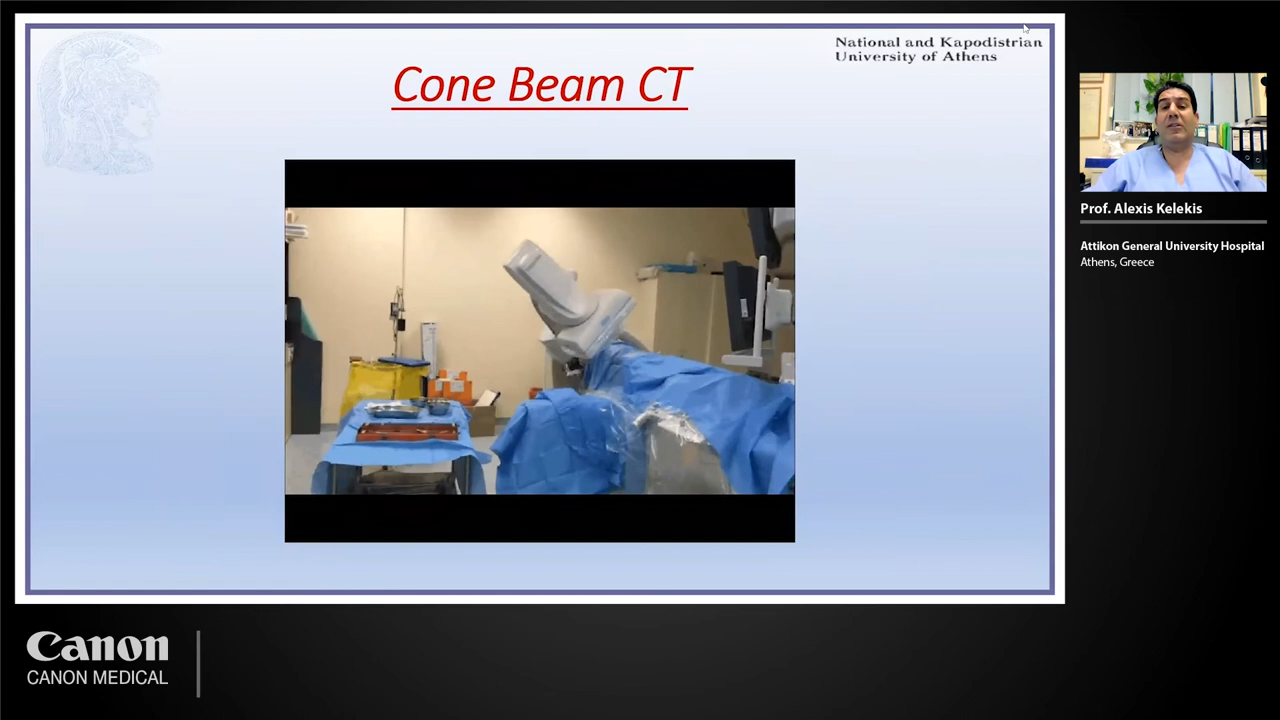 National and Kapodistrian
University of Athens
Cone Beam CT
Prof. Alexis Kelekis
Attikon General University Hospital
Athens, Greece
Canon
CANON MEDICAL